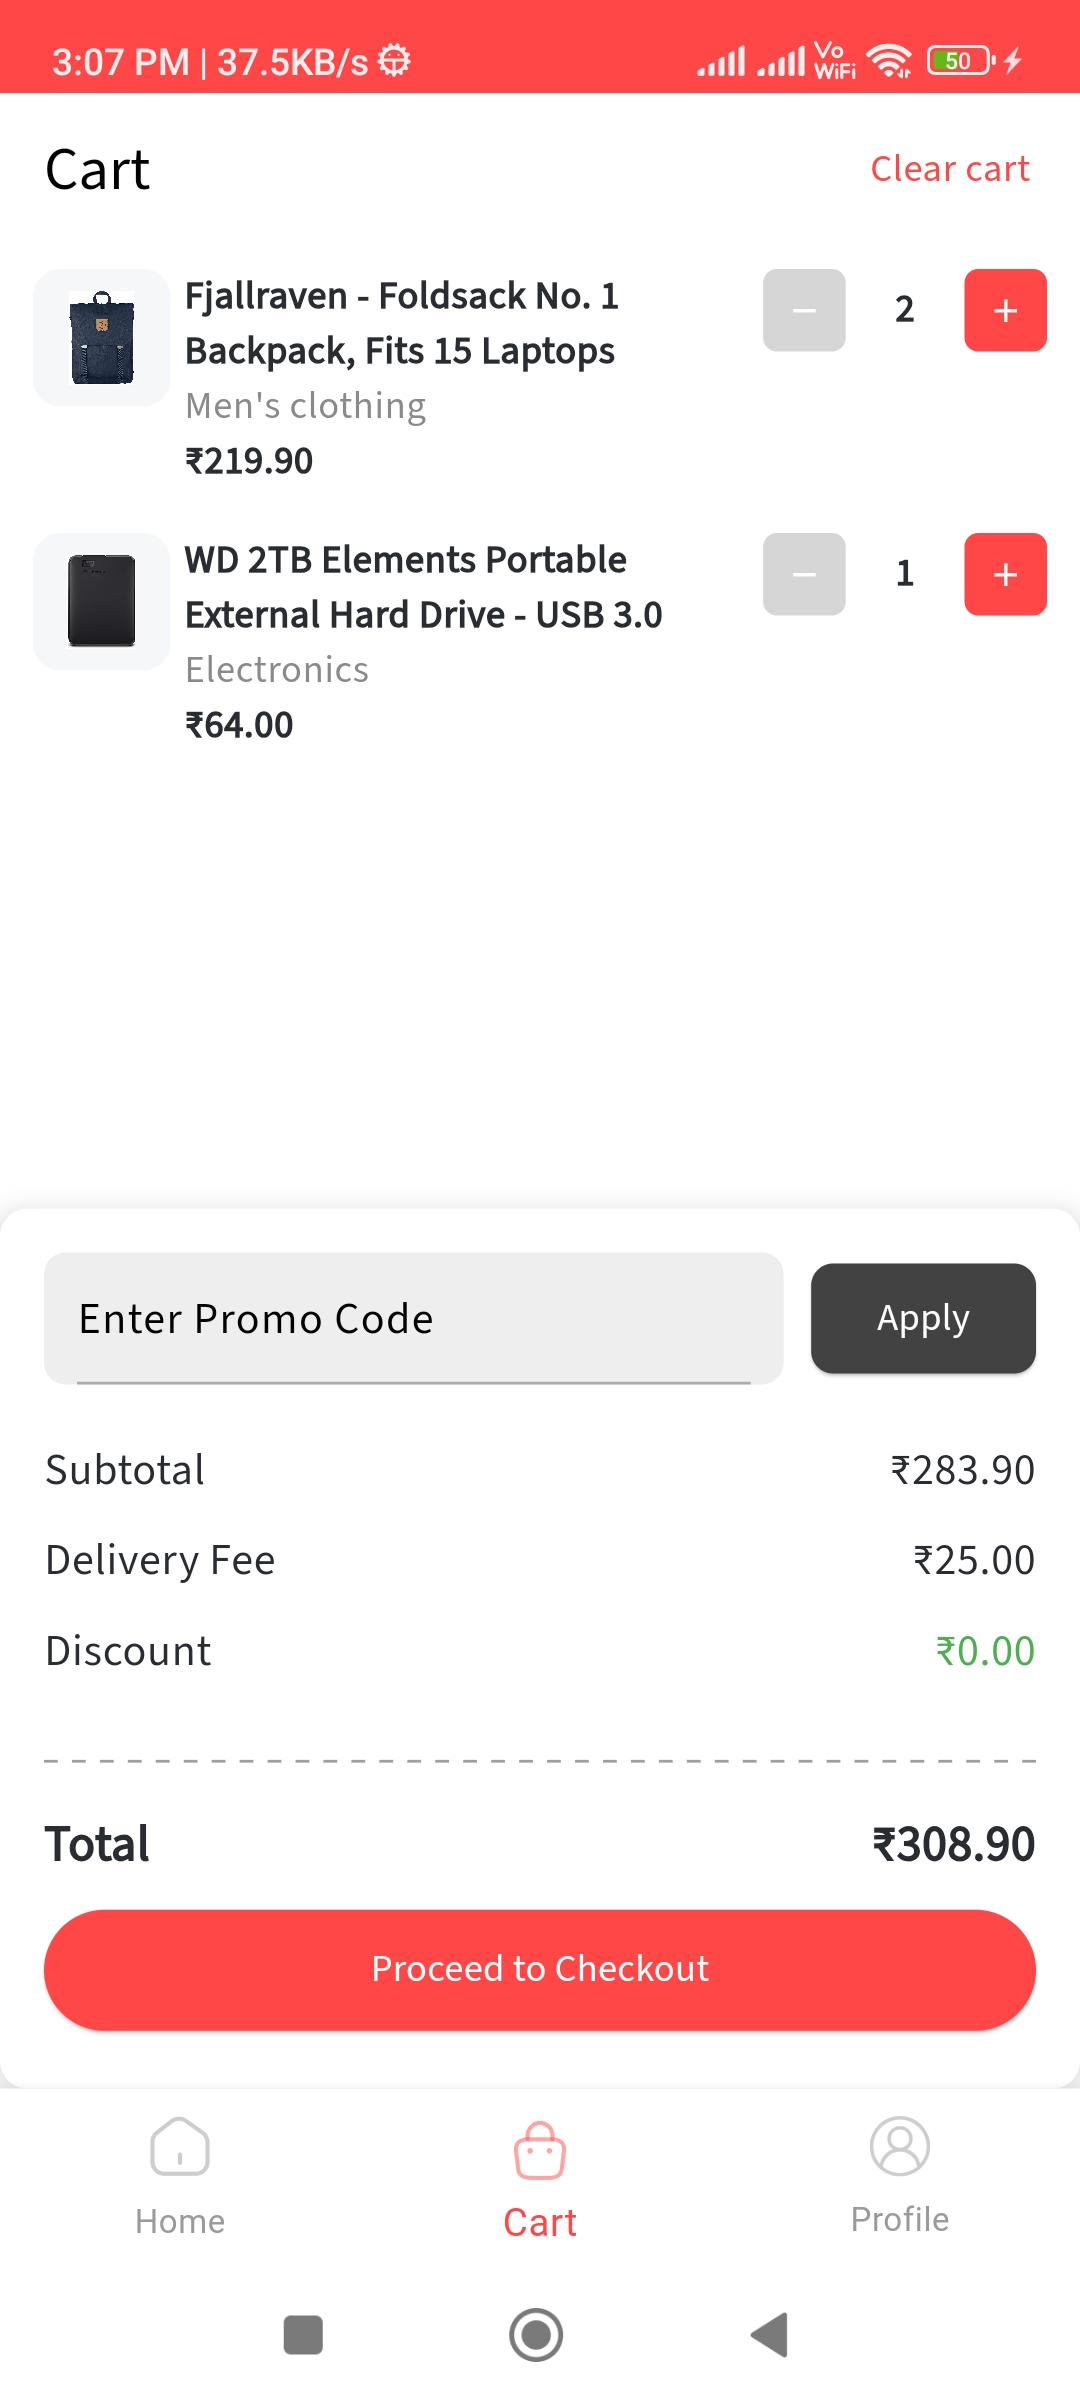 3:07 PM | 37.5KB/s
Vo WiFi
50
Cart
Clear cart
Fjallraven - Foldsack No. 1
Backpack, Fits 15 Laptops
Men's clothing
₹219.90
− 2 +
WD 2TB Elements Portable
External Hard Drive - USB 3.0
Electronics
₹64.00
− 1 +
Enter Promo Code
Apply
Subtotal ₹283.90
Delivery Fee ₹25.00
Discount ₹0.00
Total ₹308.90
Proceed to Checkout
Home
Cart
Profile